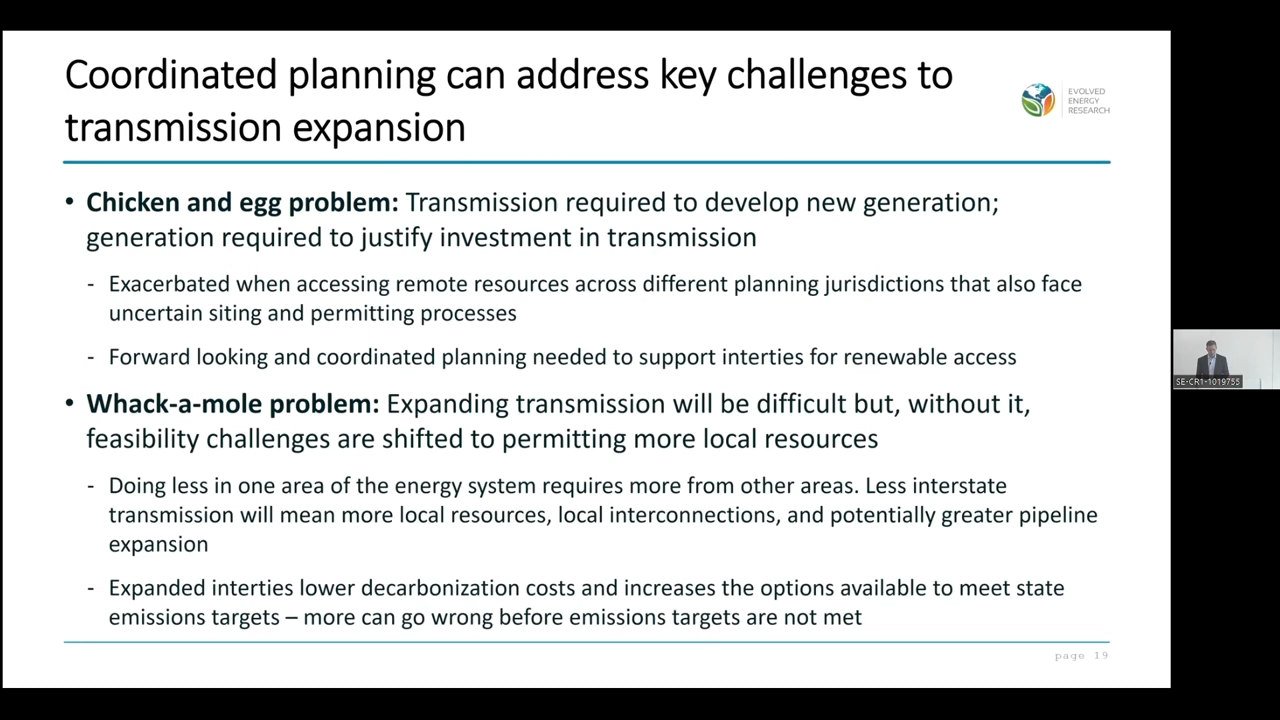 Coordinated planning can address key challenges to
transmission expansion
EVOLVED
ENERGY
RESEARCH
• Chicken and egg problem: Transmission required to develop new generation;
generation required to justify investment in transmission
- Exacerbated when accessing remote resources across different planning jurisdictions that also face
uncertain siting and permitting processes
- Forward looking and coordinated planning needed to support interties for renewable access
• Whack-a-mole problem: Expanding transmission will be difficult but, without it,
feasibility challenges are shifted to permitting more local resources
- Doing less in one area of the energy system requires more from other areas. Less interstate
transmission will mean more local resources, local interconnections, and potentially greater pipeline
expansion
- Expanded interties lower decarbonization costs and increases the options available to meet state
emissions targets – more can go wrong before emissions targets are not met
page 19
SE-CR1-1019755